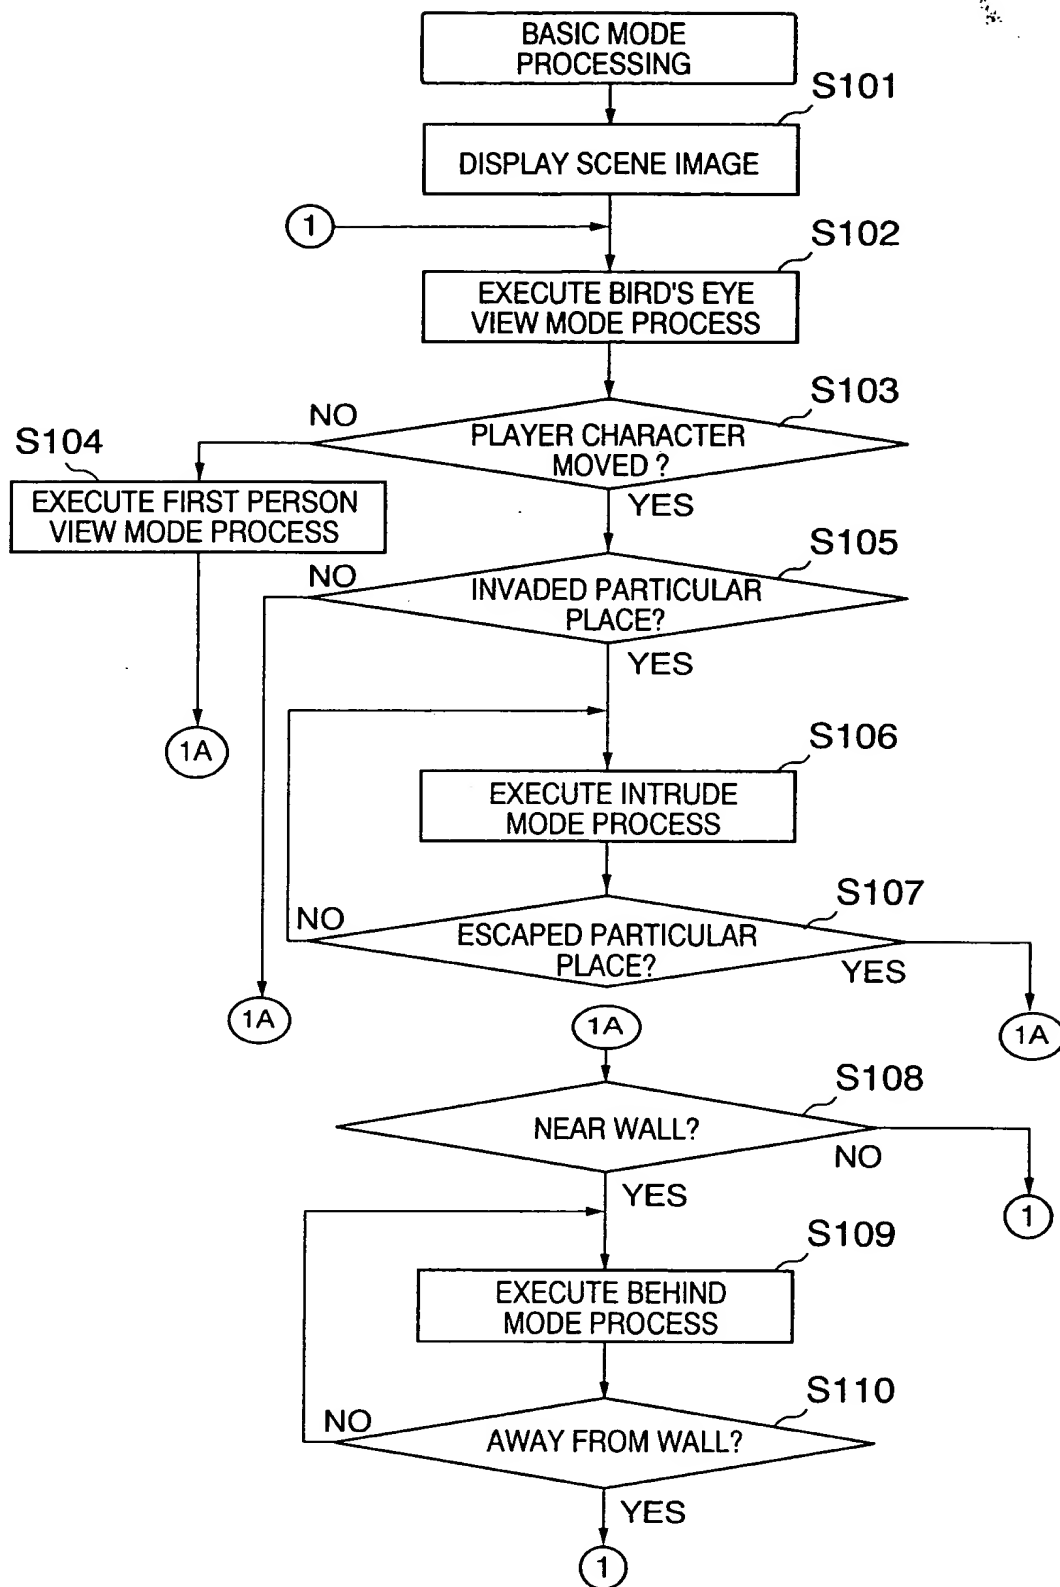 BASIC MODE
PROCESSING
S101
DISPLAY SCENE IMAGE
1
S102
EXECUTE BIRD'S EYE
VIEW MODE PROCESS
S103
NO
PLAYER CHARACTER
MOVED ?
S104
YES
EXECUTE FIRST PERSON
VIEW MODE PROCESS
S105
NO
INVADED PARTICULAR
PLACE?
YES
1A
S106
EXECUTE INTRUDE
MODE PROCESS
S107
NO
ESCAPED PARTICULAR
PLACE?
YES
1A
1A
1A
S108
NEAR WALL?
NO
YES
1
S109
EXECUTE BEHIND
MODE PROCESS
S110
NO
AWAY FROM WALL?
YES
1